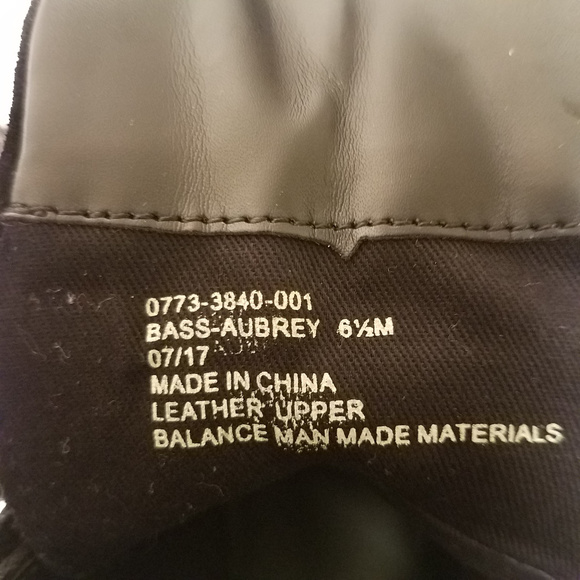 0773-3840-001
BASS-AUBREY 6½M
07/17
MADE IN CHINA
LEATHER UPPER
BALANCE MAN MADE MATERIALS